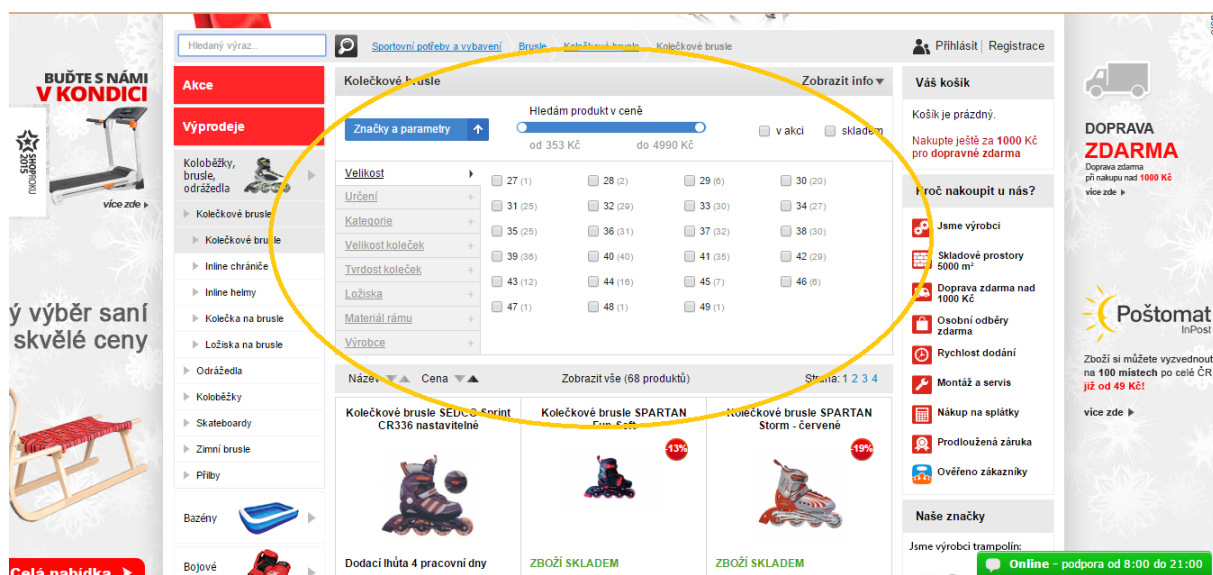 BUĎTE S NÁMI
V KONDICI
SHOPROKU
2015
více zde
ý výběr saní
skvělé ceny
Celá nabídka
Hledaný výraz..
Sportovní potřeby a vybavení
Brusle
Kolečkové brusle
Kolečkové brusle
Přihlásit | Registrace
Akce
Výprodeje
Koloběžky,
brusle,
odrážedla
Kolečkové brusle
Kolečkové brusle
Inline chrániče
Inline helmy
Kolečka na brusle
Ložiska na brusle
Odrážedla
Koloběžky
Skateboardy
Zimní brusle
Přilby
Bazény
Bojové
Kolečkové brusle
Zobrazit info
Značky a parametry
Hledám produkt v ceně
od 353 Kč do 4990 Kč
v akci skladem
Velikost
Určení +
Kategorie +
Velikost koleček +
Tvrdost koleček +
Ložiska +
Materiál rámu +
Výrobce +
27 (1) 28 (2) 29 (6) 30 (20)
31 (25) 32 (29) 33 (30) 34 (27)
35 (25) 36 (31) 37 (32) 38 (30)
39 (36) 40 (40) 41 (35) 42 (29)
43 (12) 44 (16) 45 (7) 46 (6)
47 (1) 48 (1) 49 (1)
Název Cena Zobrazit vše (68 produktů) Strana: 1 2 3 4
Kolečkové brusle SEDCO Sprint
CR336 nastavitelné
Dodací lhůta 4 pracovní dny
Kolečkové brusle SPARTAN
Fun Soft
-13%
ZBOŽÍ SKLADEM
Kolečkové brusle SPARTAN
Storm - červené
-19%
ZBOŽÍ SKLADEM
Váš košík
Košík je prázdný.
Nakupte ještě za 1000 Kč
pro dopravné zdarma
Proč nakoupit u nás?
Jsme výrobci
Skladové prostory
5000 m²
Doprava zdarma nad
1000 Kč
Osobní odběry
zdarma
Rychlost dodání
Montáž a servis
Nákup na splátky
Prodloužená záruka
Ověřeno zákazníky
Naše značky
Jsme výrobci trampolín:
DOPRAVA
ZDARMA
Doprava zdarma
při nakupu nad 1000 Kč
více zde
Poštomat
InPost
Zboží si můžete vyzvednout
na 100 místech po celé ČR
již od 49 Kč!
více zde
Online - podpora od 8:00 do 21:00